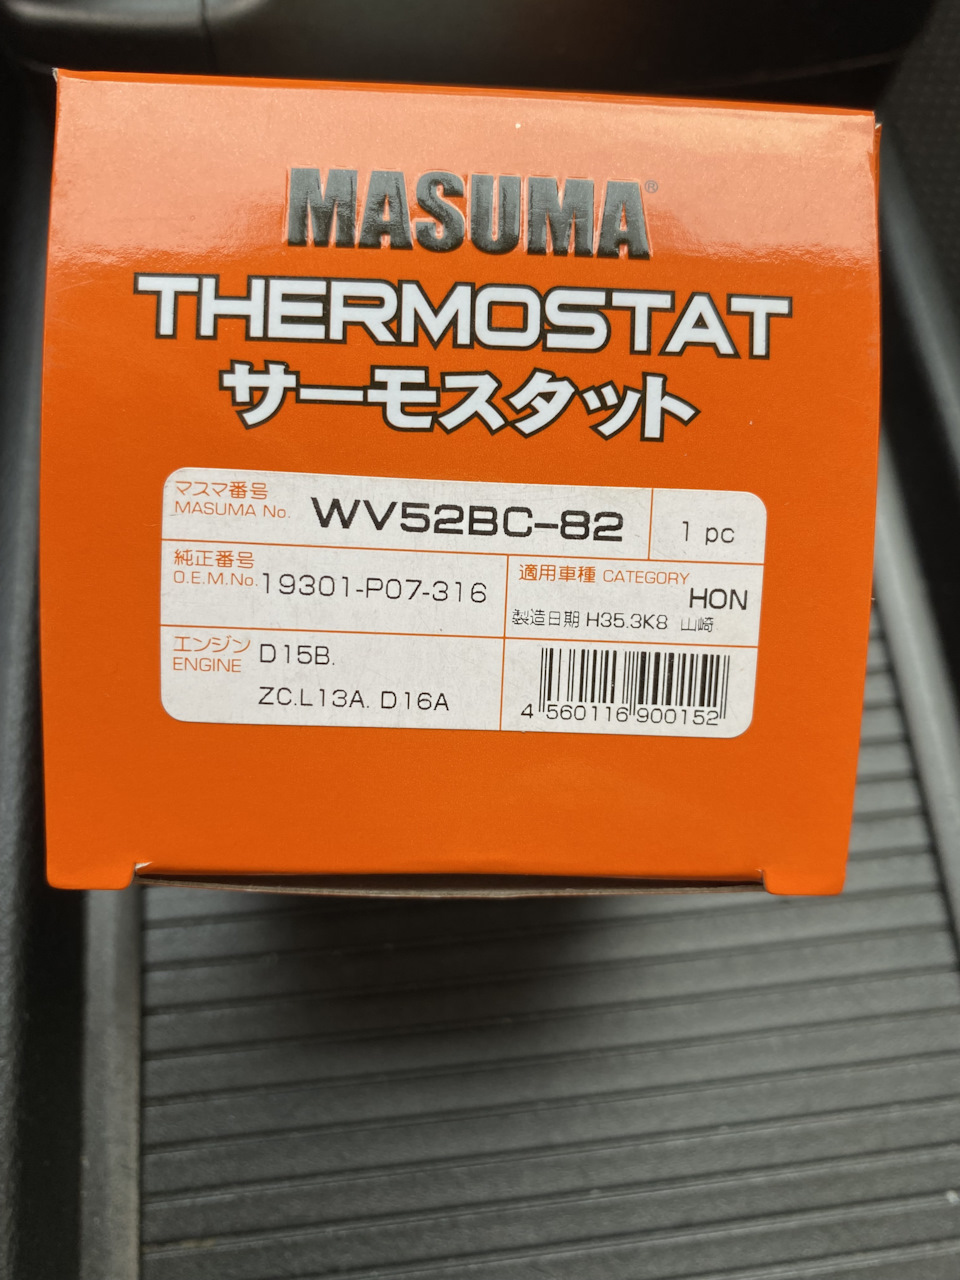 MASUMA®
THERMOSTAT
サーモスタット
マスマ番号
MASUMA No. WV52BC-82
1 pc
純正番号
O.E.M.No. 19301-P07-316
適用車種 CATEGORY
HON
製造日期 H35.3K8 山崎
エンジン
ENGINE D15B.
ZC.L13A. D16A
4 560116 900152